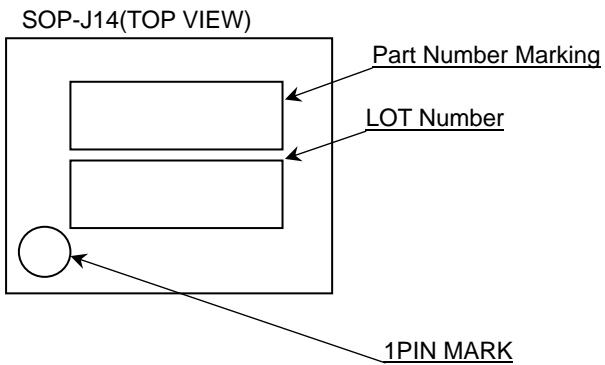 SOP-J14(TOP VIEW)
Part Number Marking
LOT Number
1PIN MARK